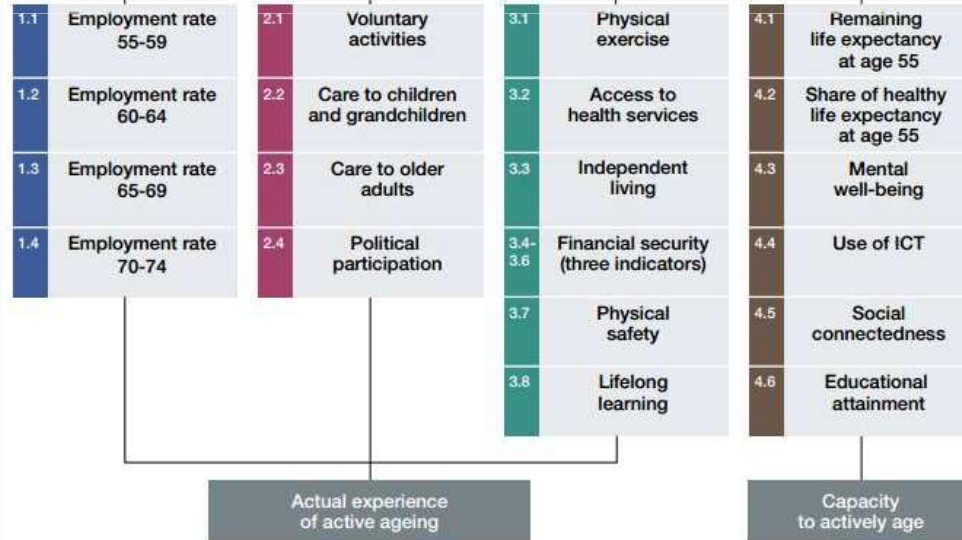 1.1
Employment rate
55-59
1.2
Employment rate
60-64
1.3
Employment rate
65-69
1.4
Employment rate
70-74
2.1
Voluntary
activities
2.2
Care to children
and grandchildren
2.3
Care to older
adults
2.4
Political
participation
3.1
Physical
exercise
3.2
Access to
health services
3.3
Independent
living
3.4-
3.6
Financial security
(three indicators)
3.7
Physical
safety
3.8
Lifelong
learning
4.1
Remaining
life expectancy
at age 55
4.2
Share of healthy
life expectancy
at age 55
4.3
Mental
well-being
4.4
Use of ICT
4.5
Social
connectedness
4.6
Educational
attainment
Actual experience
of active ageing
Capacity
to actively age